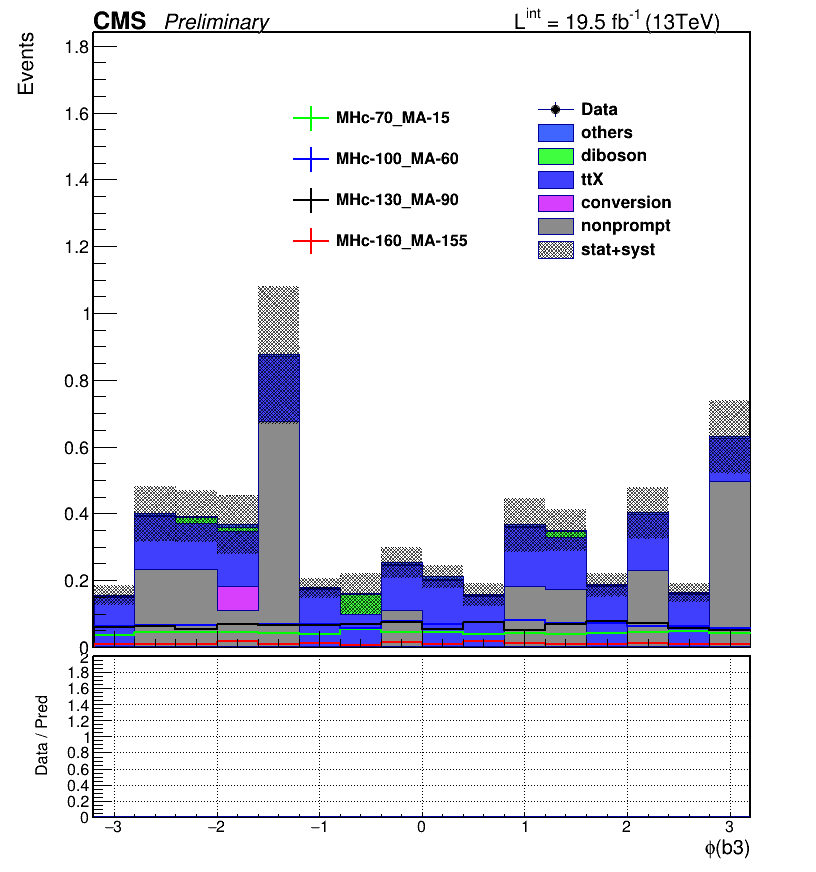 CMS Preliminary L^int = 19.5 fb^-1 (13TeV)
Events
1.8
1.6
1.4
1.2
1
0.8
0.6
0.4
0.2
0
MHc-70_MA-15
MHc-100_MA-60
MHc-130_MA-90
MHc-160_MA-155
Data
others
diboson
ttX
conversion
nonprompt
stat+syst
Data / Pred
2
1.8
1.6
1.4
1.2
1
0.8
0.6
0.4
0.2
0
−3 −2 −1 0 1 2 3
ϕ(b3)